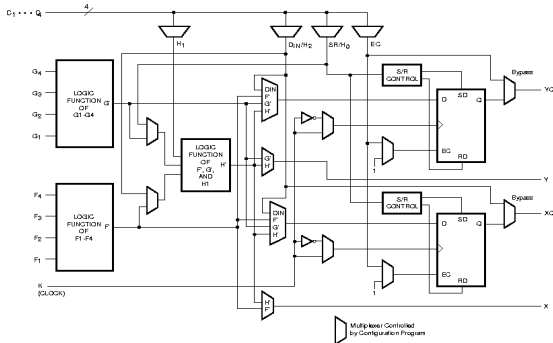 C1 • • • C4
4
H1
DIN/H2
SR/H0
EC
G4
G3
G2
G1
LOGIC
FUNCTION
OF
G1-G4
G'
LOGIC
FUNCTION
OF
F', G',
AND
H1
H'
DIN
F'
G'
H'
S/R
CONTROL
D
SD
Q
EC
RD
1
Bypass
YQ
G'
H'
Y
F4
F3
F2
F1
LOGIC
FUNCTION
OF
F1-F4
F'
DIN
F'
G'
H'
S/R
CONTROL
D
SD
Q
EC
RD
1
Bypass
XQ
K
(CLOCK)
H'
F'
X
Multiplexer Controlled
by Configuration Program